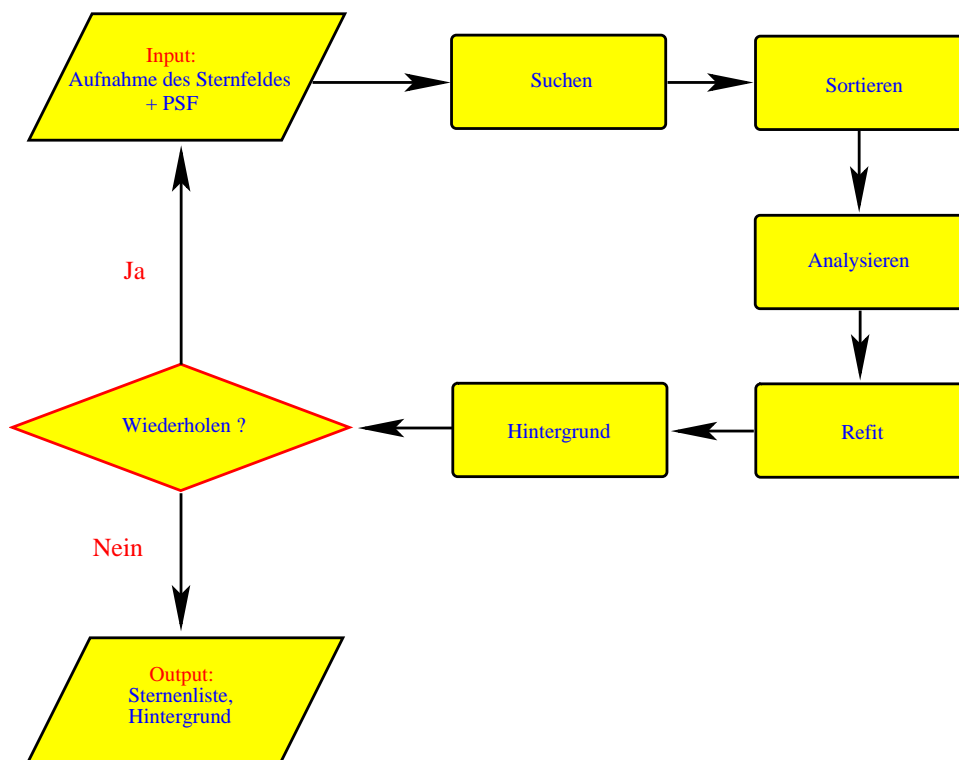 Input:
Aufnahme des Sternfeldes
+ PSF
Suchen
Sortieren
Analysieren
Refit
Hintergrund
Wiederholen ?
Ja
Nein
Output:
Sternenliste,
Hintergrund